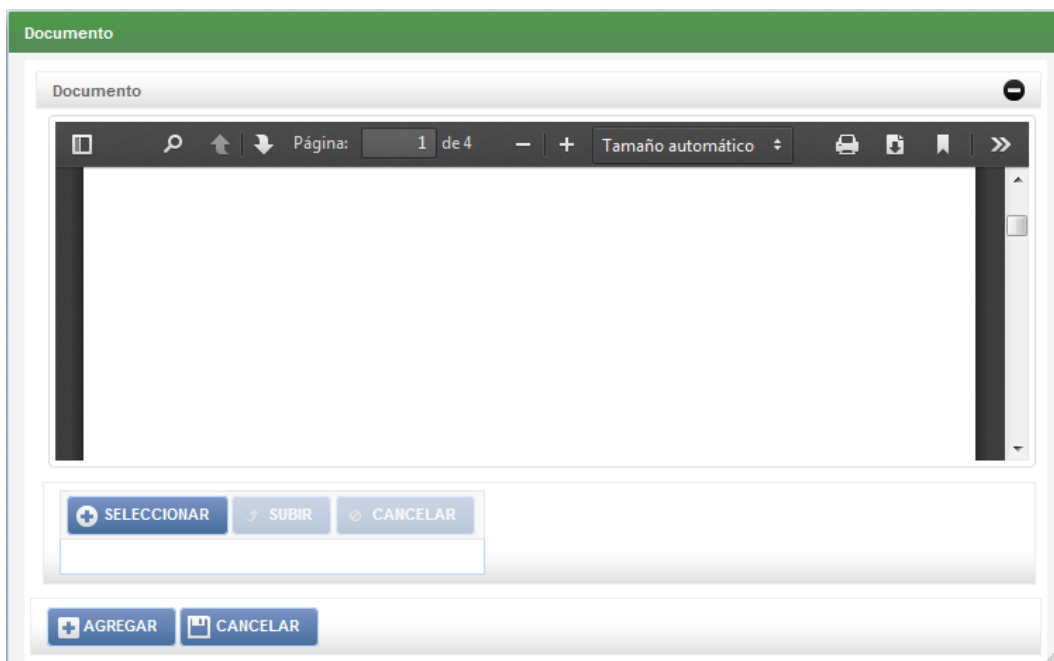 Documento
Documento
Página: 1 de 4 Tamaño automático
SELECCIONAR SUBIR CANCELAR
AGREGAR CANCELAR